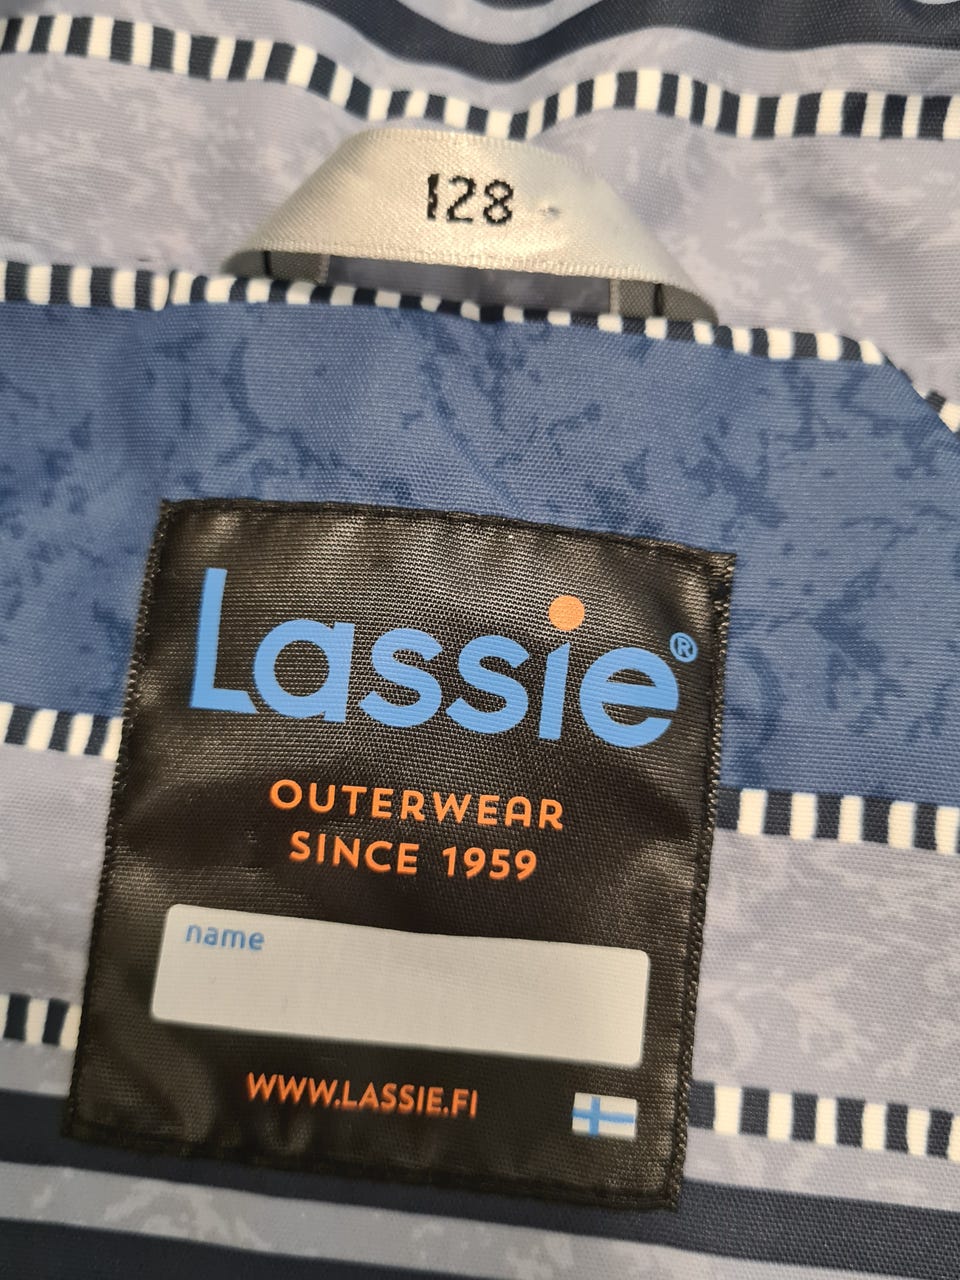 128
Lassie®
OUTERWEAR
SINCE 1959
name
WWW.LASSIE.FI